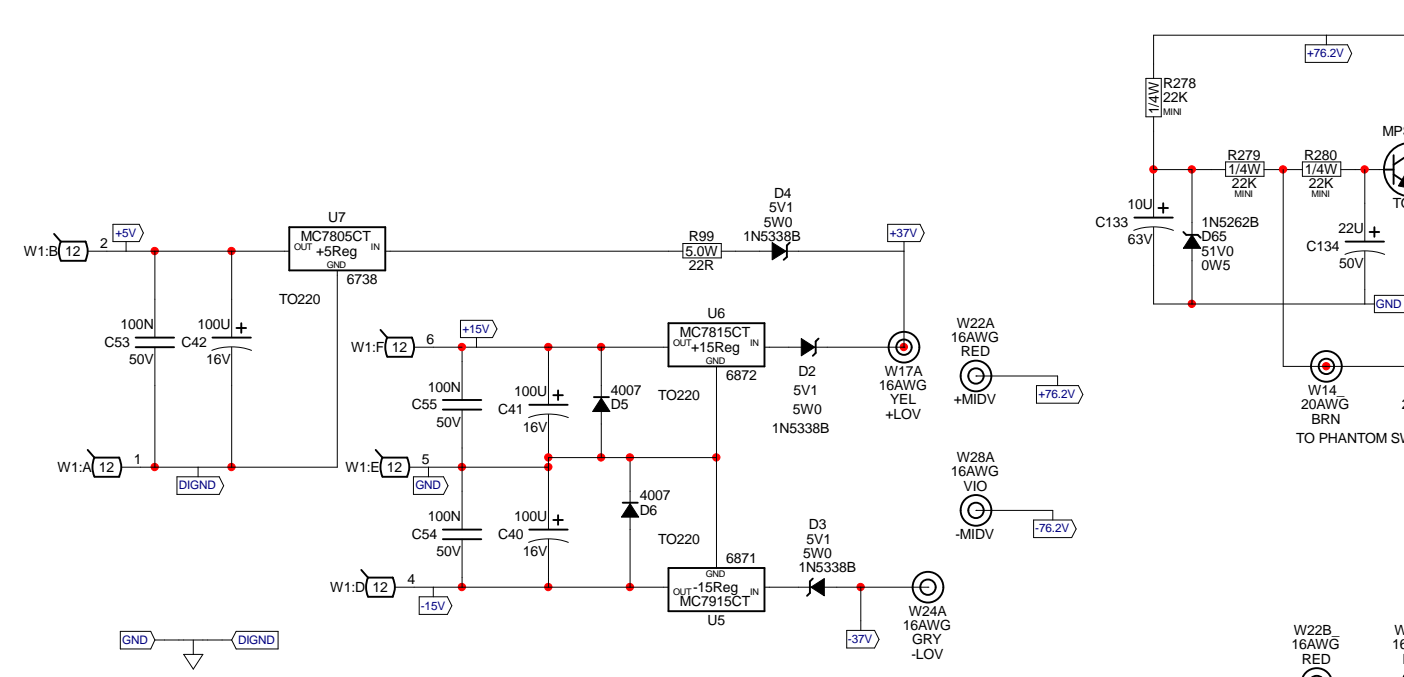 +76.2V
R278
22K
MINI
1/4W
MPS
R279
1/4W
22K
MINI
R280
1/4W
22K
MINI
TO
10U
+
C133
63V
1N5262B
D65
51V0
0W5
22U
+
C134
50V
GND
D4
5V1
5W0
1N5338B
U7
MC7805CT
OUT +5Reg IN
GND
6738
TO220
+5V
W1:B 12 2
R99
5.0W
22R
+37V
100N
C53
50V
100U
+
C42
16V
W1:A 12 1
DIGND
U6
MC7815CT
OUT +15Reg IN
GND
6872
TO220
+15V
W1:F 12 6
D2
5V1
5W0
1N5338B
W17A
16AWG
YEL
+LOV
W22A
16AWG
RED
+MIDV
+76.2V
W14_
20AWG
BRN
2
TO PHANTOM SW
100N
C55
50V
100U
+
C41
16V
4007
D5
W1:E 12 5
GND
W28A
16AWG
VIO
-MIDV
-76.2V
100N
C54
50V
100U
+
C40
16V
4007
D6
TO220
6871
GND
OUT -15Reg IN
MC7915CT
U5
D3
5V1
5W0
1N5338B
W1:D 12 4
-15V
-37V
W24A
16AWG
GRY
-LOV
GND
DIGND
W22B_
16AWG
RED
W
16